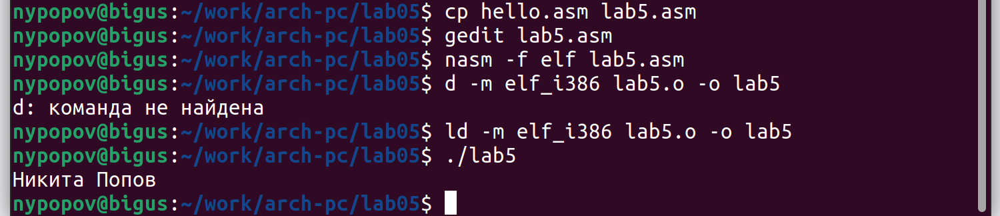 nypopov@bigus:~/work/arch-pc/lab05$ cp hello.asm lab5.asm
nypopov@bigus:~/work/arch-pc/lab05$ gedit lab5.asm
nypopov@bigus:~/work/arch-pc/lab05$ nasm -f elf lab5.asm
nypopov@bigus:~/work/arch-pc/lab05$ d -m elf_i386 lab5.o -o lab5
d: команда не найдена
nypopov@bigus:~/work/arch-pc/lab05$ ld -m elf_i386 lab5.o -o lab5
nypopov@bigus:~/work/arch-pc/lab05$ ./lab5
Никита Попов
nypopov@bigus:~/work/arch-pc/lab05$